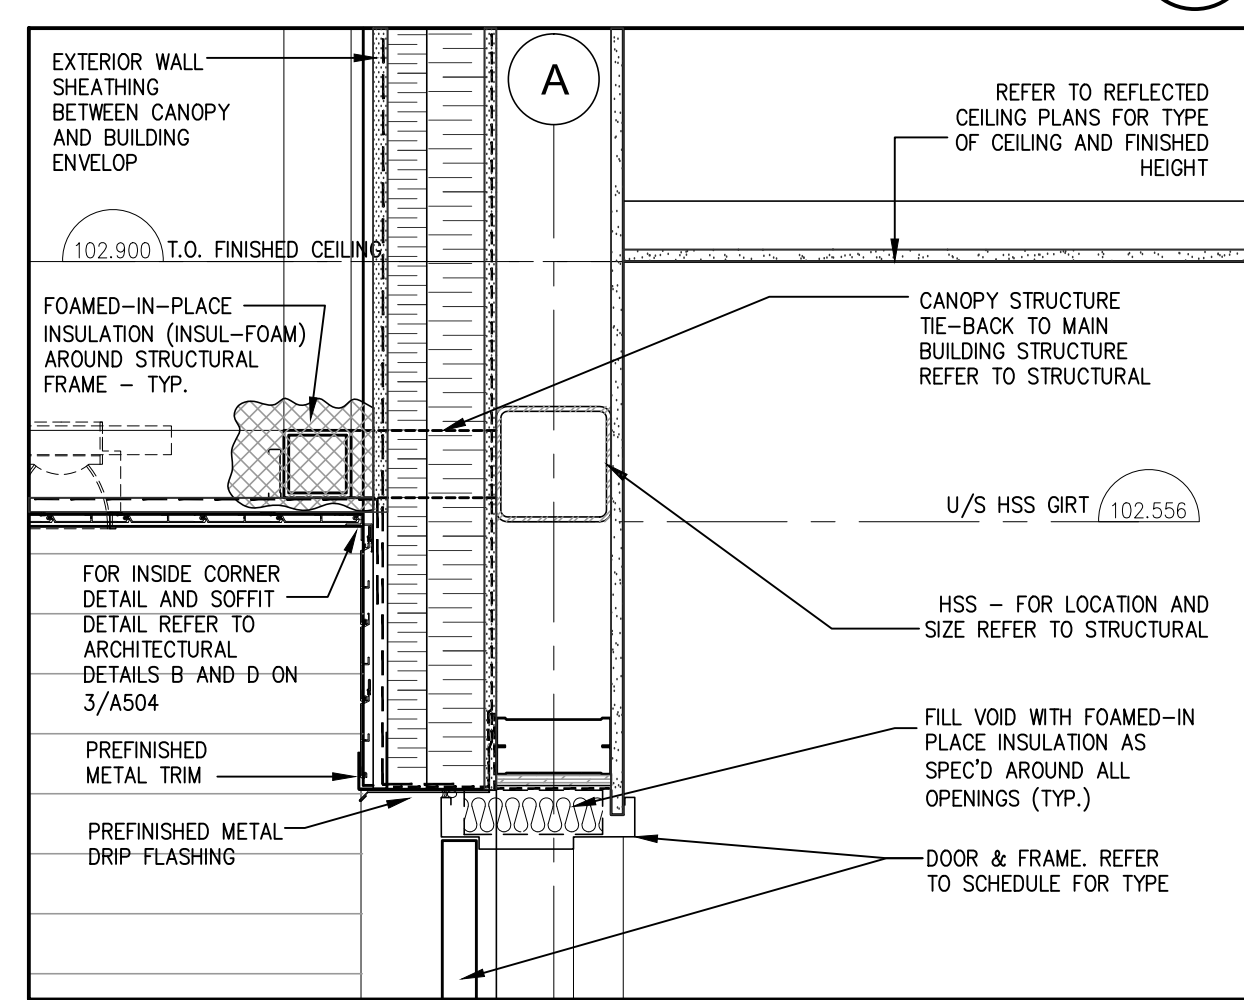 EXTERIOR WALL
SHEATHING
BETWEEN CANOPY
AND BUILDING
ENVELOP
A
REFER TO REFLECTED
CEILING PLANS FOR TYPE
OF CEILING AND FINISHED
HEIGHT
102.900 T.O. FINISHED CEILING
FOAMED-IN-PLACE
INSULATION (INSUL-FOAM)
AROUND STRUCTURAL
FRAME - TYP.
CANOPY STRUCTURE
TIE-BACK TO MAIN
BUILDING STRUCTURE
REFER TO STRUCTURAL
U/S HSS GIRT 102.556
FOR INSIDE CORNER
DETAIL AND SOFFIT
DETAIL REFER TO
ARCHITECTURAL
DETAILS B AND D ON
3/A504
HSS - FOR LOCATION AND
SIZE REFER TO STRUCTURAL
PREFINISHED
METAL TRIM
FILL VOID WITH FOAMED-IN
PLACE INSULATION AS
SPEC'D AROUND ALL
OPENINGS (TYP.)
PREFINISHED METAL
DRIP FLASHING
DOOR & FRAME. REFER
TO SCHEDULE FOR TYPE